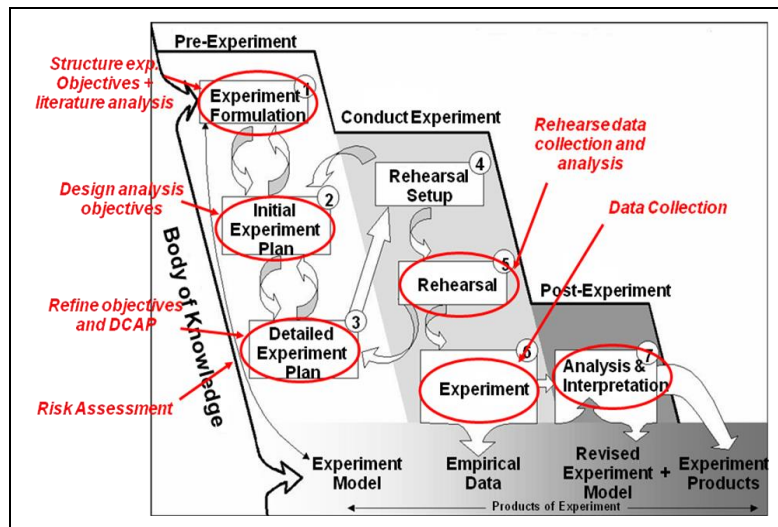 Pre-Experiment
Structure exp.
Objectives +
literature analysis
1
Experiment
Formulation
Conduct Experiment
Rehearse data
collection and
analysis
4
Rehearsal
Setup
Design analysis
objectives
2
Initial
Experiment
Plan
Data Collection
Body of Knowledge
5
Rehearsal
Post-Experiment
Refine objectives
and DCAP
3
Detailed
Experiment
Plan
6
Experiment
7
Analysis &
Interpretation
Risk Assessment
Experiment
Model
Empirical
Data
Revised
Experiment +
Model
Experiment
Products
Products of Experiment